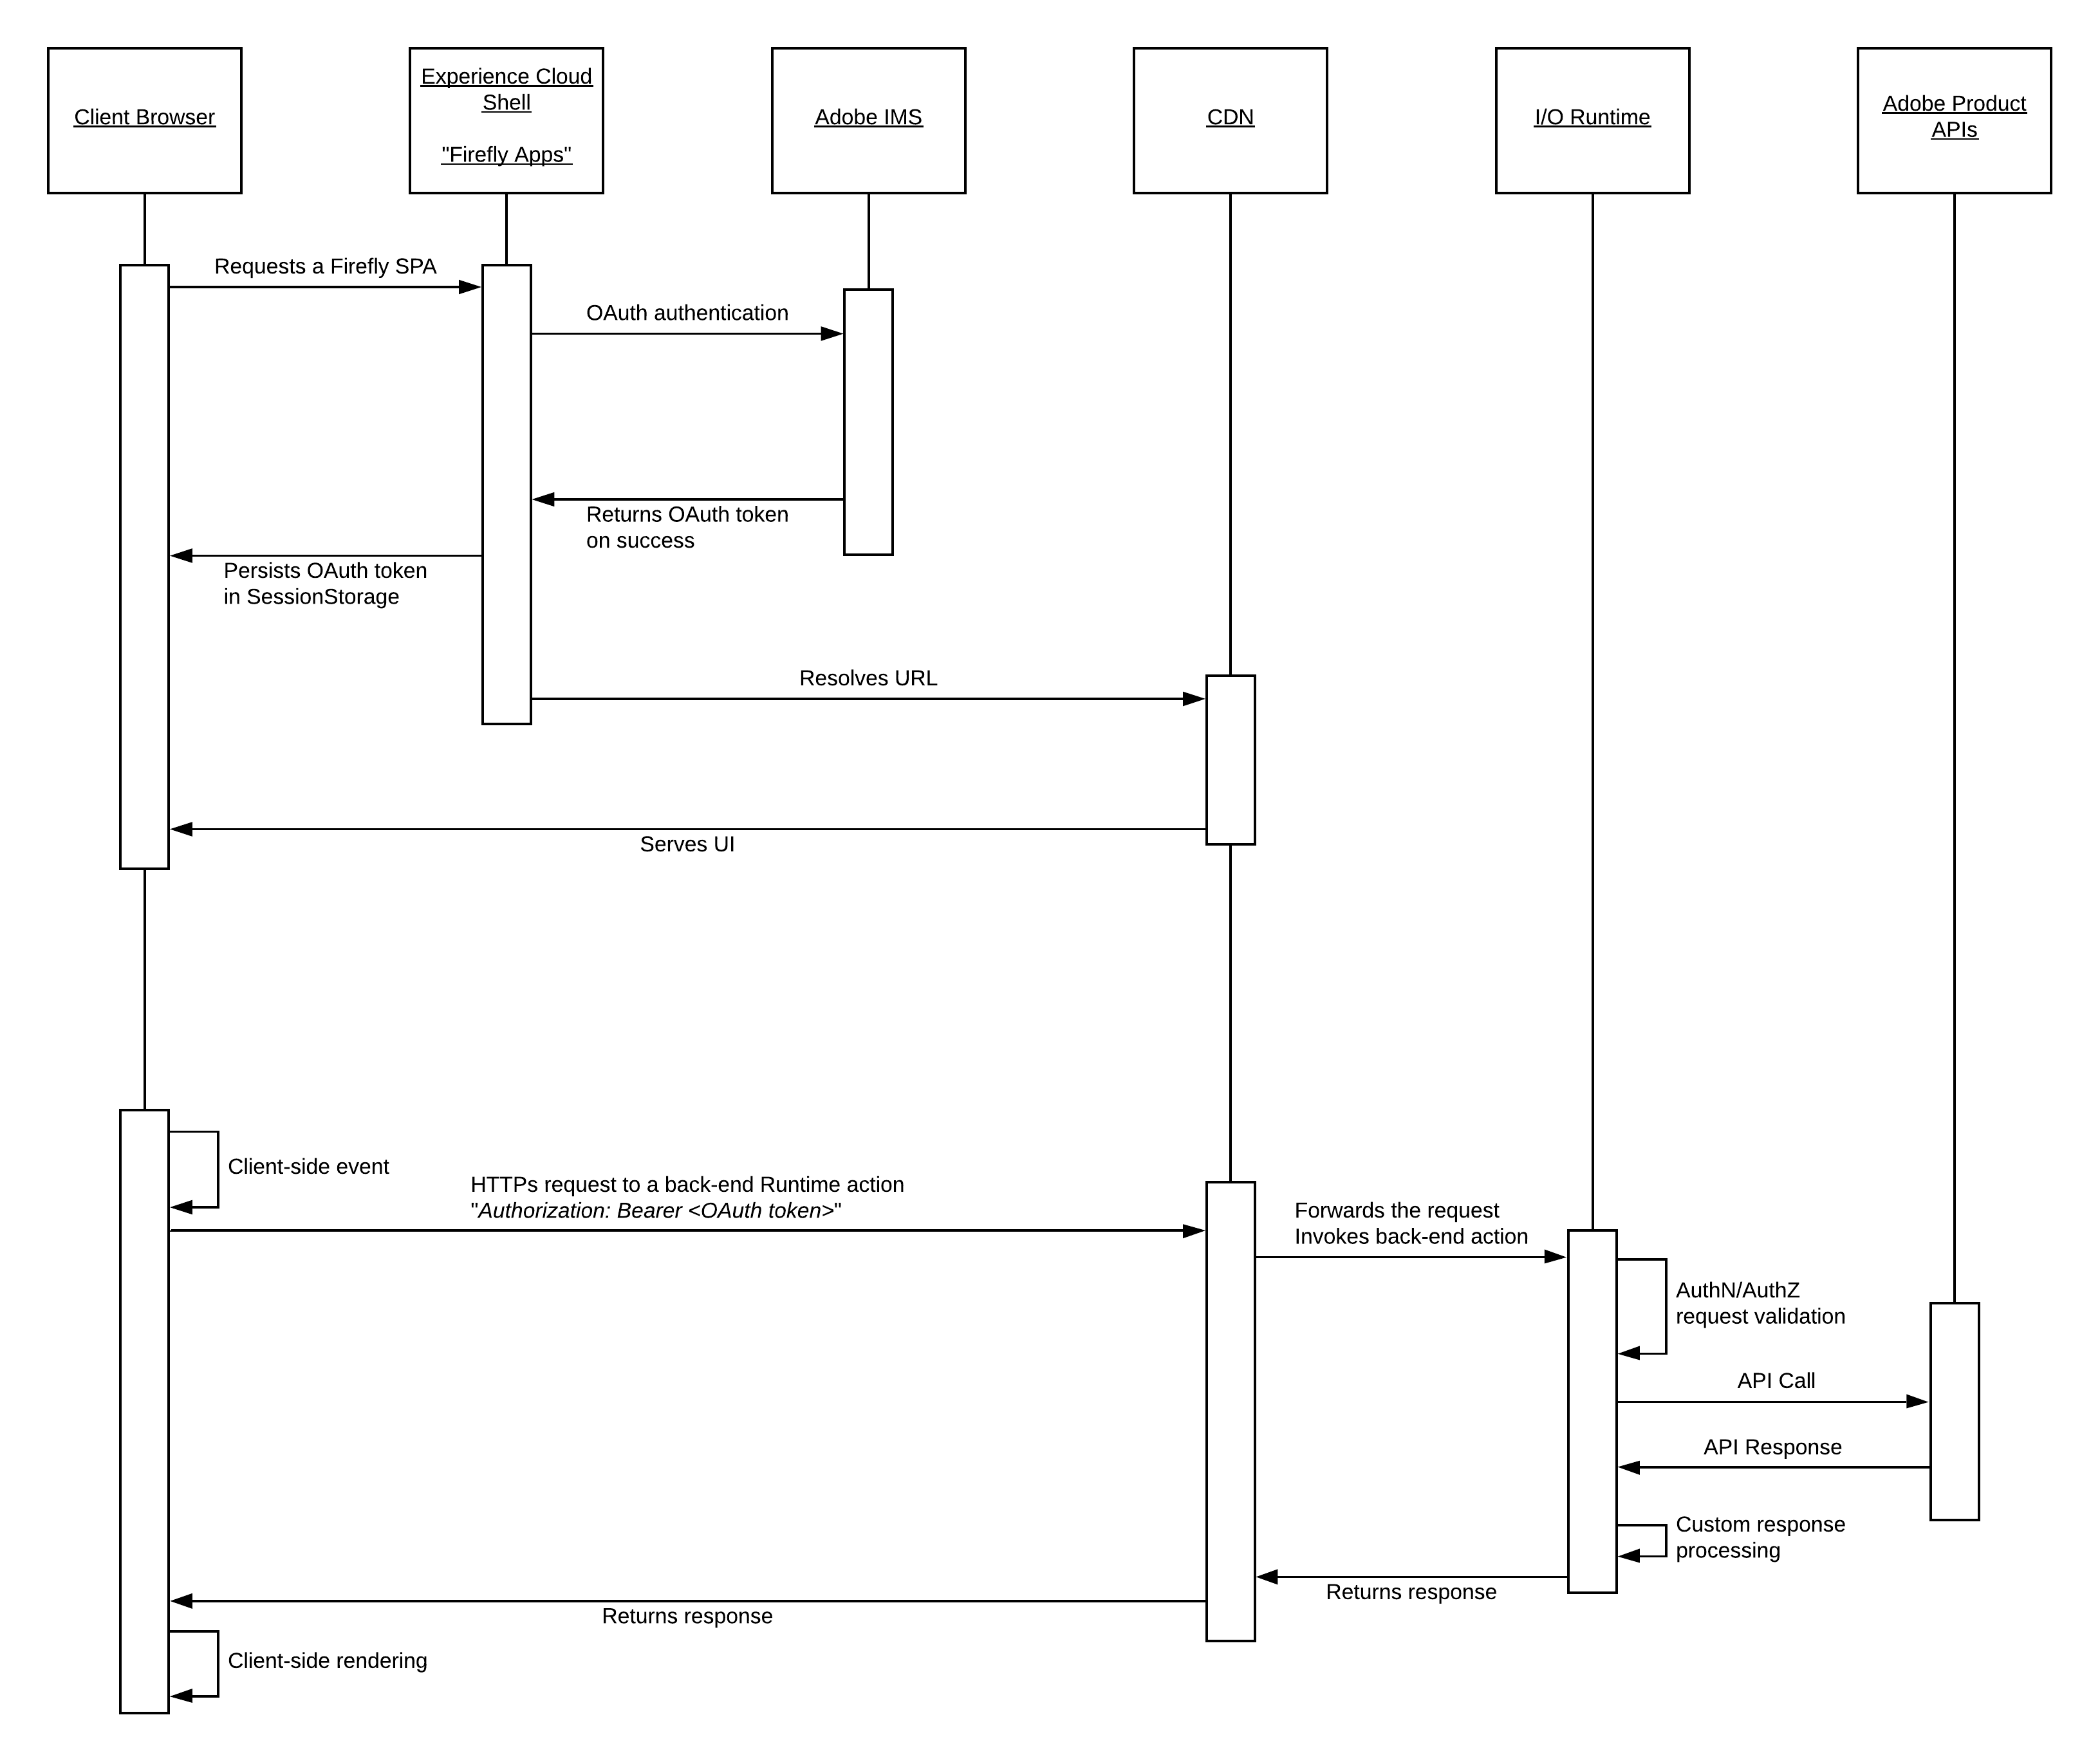 Client Browser
Experience Cloud
Shell
"Firefly Apps"
Adobe IMS
CDN
I/O Runtime
Adobe Product
APIs
Requests a Firefly SPA
OAuth authentication
Returns OAuth token
on success
Persists OAuth token
in SessionStorage
Resolves URL
Serves UI
Client-side event
HTTPs request to a back-end Runtime action
"Authorization: Bearer <OAuth token>"
Forwards the request
Invokes back-end action
AuthN/AuthZ
request validation
API Call
API Response
Custom response
processing
Returns response
Returns response
Client-side rendering